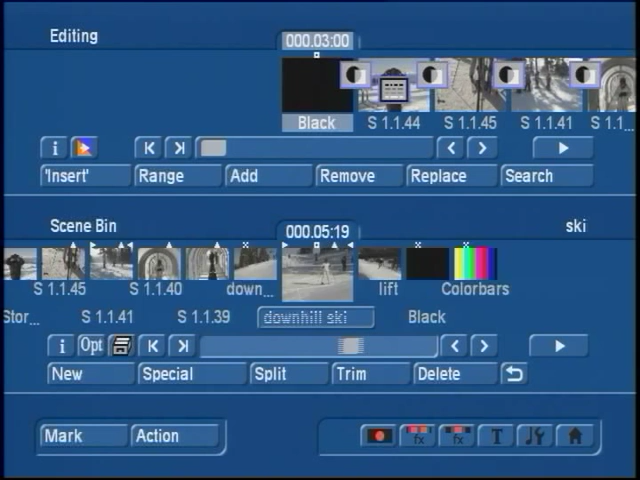 Editing
000.03:00
Black S 1.1.44 S 1.1.45 S 1.1.41 S 1.1...
i
'Insert' Range Add Remove Replace Search
Scene Bin 000.05:19 ski
S 1.1.45 S 1.1.40 down... lift Colorbars
Stor... S 1.1.41 S 1.1.39 downhill ski Black
i Opt
New Special Split Trim Delete
Mark Action fx fx T